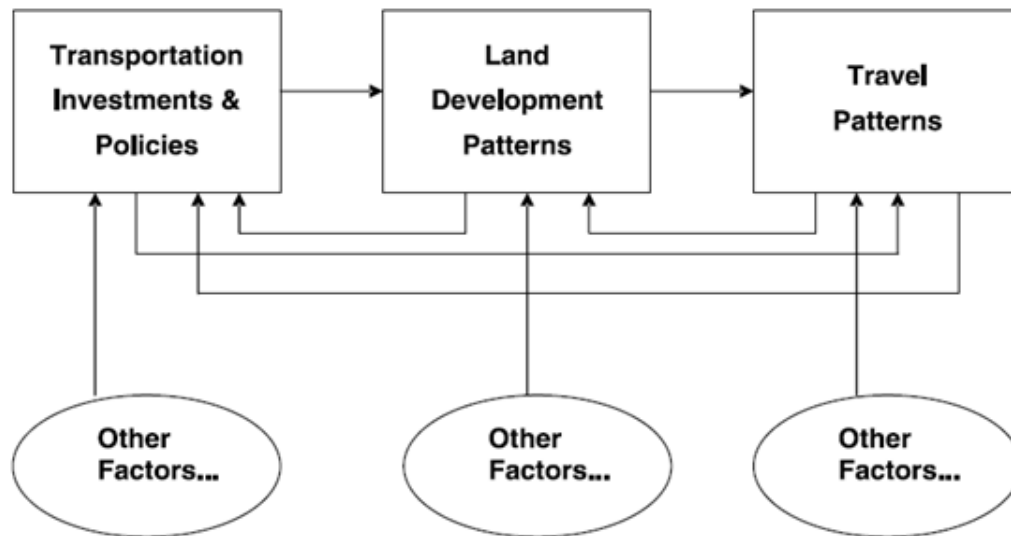 Transportation
Investments &
Policies
Land
Development
Patterns
Travel
Patterns
Other
Factors...
Other
Factors...
Other
Factors...